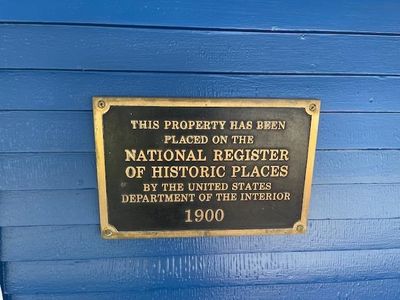 THIS PROPERTY HAS BEEN
PLACED ON THE
NATIONAL REGISTER
OF HISTORIC PLACES
BY THE UNITED STATES
DEPARTMENT OF THE INTERIOR
1900